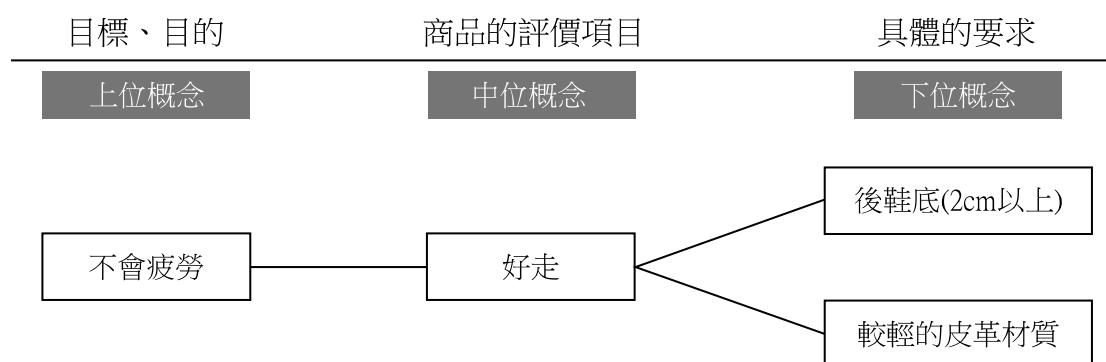 目標、目的
商品的評價項目
具體的要求
上位概念
中位概念
下位概念
後鞋底(2cm以上)
不會疲勞
好走
較輕的皮革材質